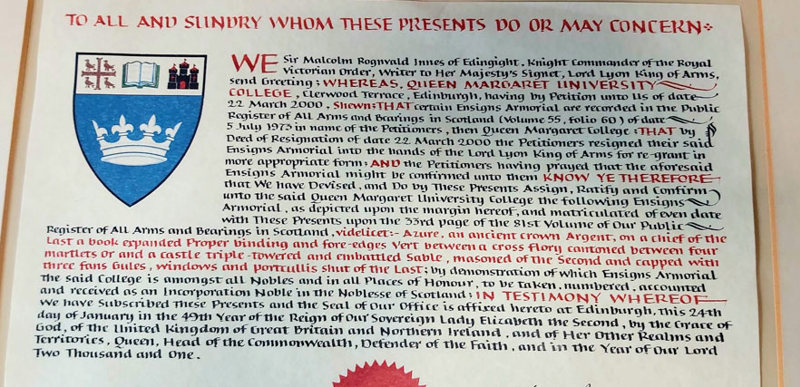 TO ALL AND SUNDRY WHOM THESE PRESENTS DO OR MAY CONCERN
WE Sir Malcolm Rognvald Innes of Edingight, Knight Commander of the Royal
Victorian Order, Writer to Her Majesty's Signet, Lord Lyon King of Arms,
send Greeting; WHEREAS, QUEEN MARGARET UNIVERSITY
COLLEGE, Clerwood Terrace, Edinburgh, having by Petition unto Us of date
22 March 2000, Shewn; THAT certain Ensigns Armorial are recorded in the Public
Register of All Arms and Bearings in Scotland (Volume 55, folio 60) of date
5 July 1973 in name of the Petitioners, then Queen Margaret College; THAT by
Deed of Resignation of date 22 March 2000 the Petitioners resigned their said
Ensigns Armorial into the hands of the Lord Lyon King of Arms for re-grant in
more appropriate form; AND the Petitioners having prayed that the aforesaid
Ensigns Armorial might be confirmed unto them KNOW YE THEREFORE
that We have Devised, and Do by These Presents Assign, Ratify and Confirm
unto the said Queen Margaret University College the following Ensigns
Armorial, as depicted upon the margin hereof, and matriculated of even date
with These Presents upon the 33rd page of the 81st Volume of Our Public
Register of All Arms and Bearings in Scotland, videlicet:- Azure, an ancient crown Argent, on a chief of the
Last a book expanded Proper binding and fore-edges Vert between a cross flory cantoned between four
martlets Or and a castle triple-towered and embattled Sable, masoned of the Second and capped with
three fans Gules, windows and portcullis shut of the Last; by demonstration of which Ensigns Armorial
the said College is amongst all Nobles and in all Places of Honour, to be taken, numbered, accounted
and received as an Incorporation Noble in the Noblesse of Scotland; IN TESTIMONY WHEREOF
We have Subscribed These Presents and the Seal of Our Office is affixed hereto at Edinburgh, this 24th
day of January in the 49th Year of the Reign of Our Sovereign Lady Elizabeth the Second, by the Grace of
God, of the United Kingdom of Great Britain and Northern Ireland, and of Her Other Realms and
Territories, Queen, Head of the Commonwealth, Defender of the Faith, and in the Year of Our Lord
Two Thousand and One.